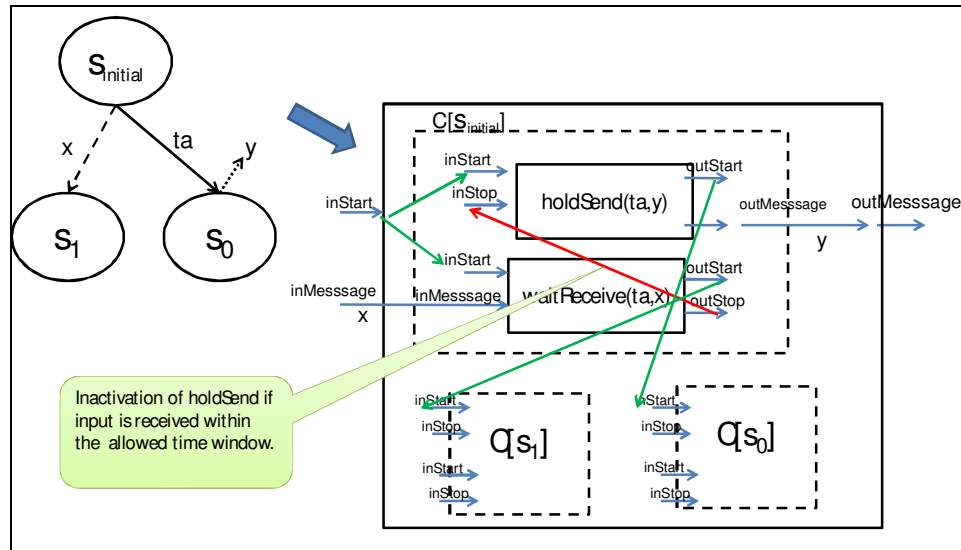 Sinitial
x
ta
y
S1
S0
C[Sinitial]
inStart
inStop
holdSend(ta,y)
outStart
inStart
outMesssage
outMesssage
y
inStart
outStart
inMesssage
inMesssage
waitReceive(ta,x)
outStop
x
Inactivation of holdSend if
input is received within
the allowed time window.
inStart
inStop
C[S1]
inStart
inStop
inStart
inStop
C[S0]
inStart
inStop